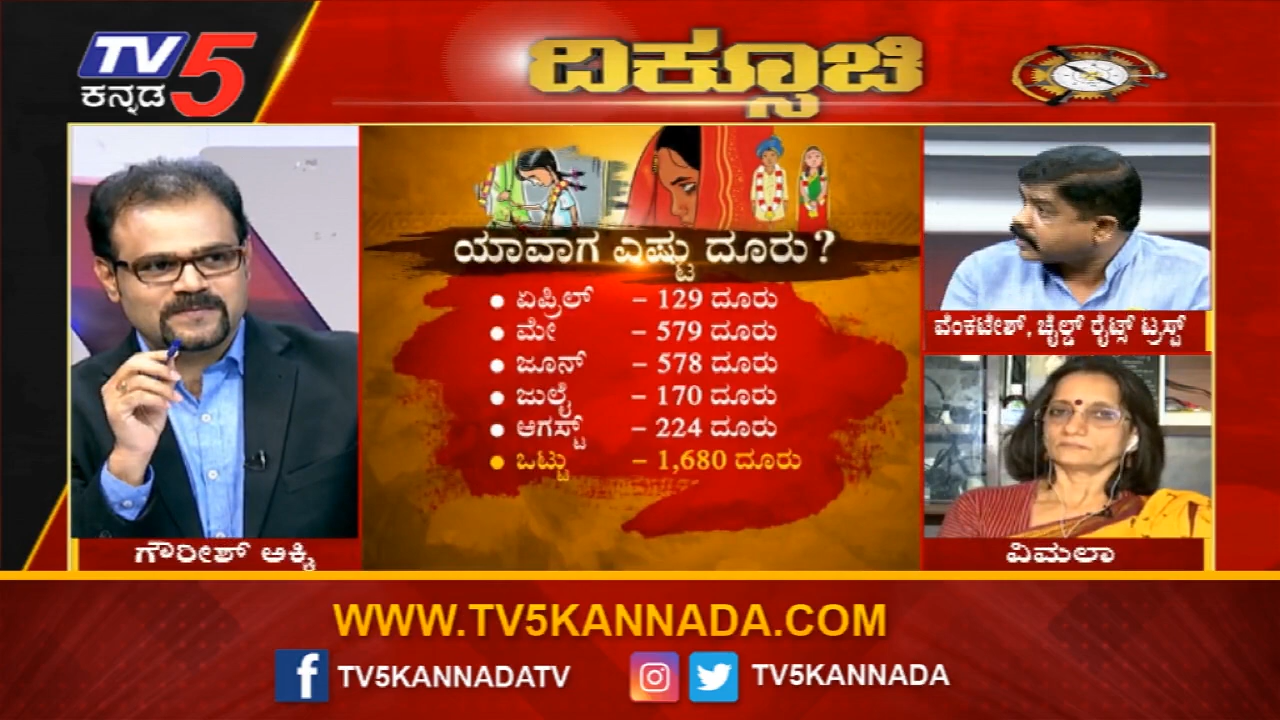 TV5
ಕನ್ನಡ
ದಿಕ್ಸೂಚಿ
ಯಾವಾಗ ಎಷ್ಟು ದೂರು?
ಏಪ್ರಿಲ್ – 129 ದೂರು
ಮೇ – 579 ದೂರು
ಜೂನ್ – 578 ದೂರು
ಜುಲೈ – 170 ದೂರು
ಆಗಸ್ಟ್ – 224 ದೂರು
ಒಟ್ಟು – 1,680 ದೂರು
ವೆಂಕಟೇಶ್, ಚೈಲ್ಡ್ ರೈಟ್ಸ್ ಟ್ರಸ್ಟ್
ಗೌರೀಶ್ ಅಕ್ಕಿ
ವಿಮಲಾ
WWW.TV5KANNADA.COM
TV5KANNADATV
TV5KANNADA